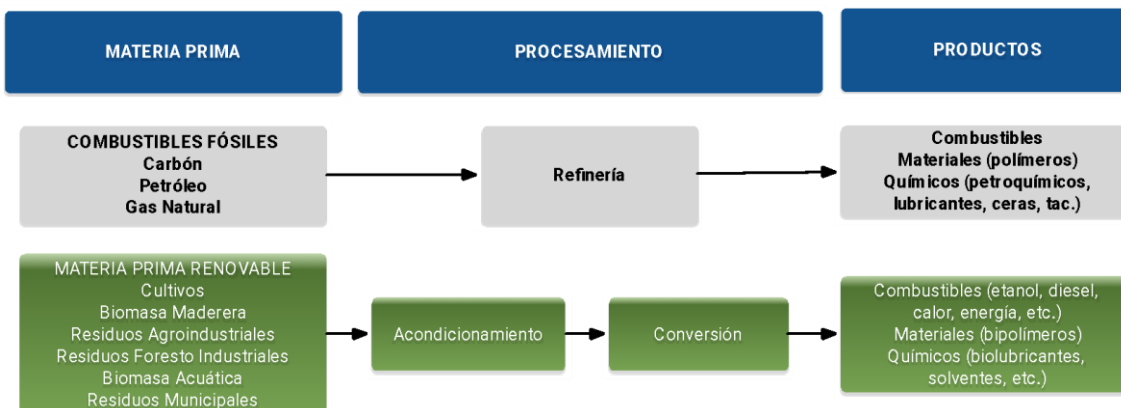 MATERIA PRIMA
PROCESAMIENTO
PRODUCTOS
COMBUSTIBLES FÓSILES
Carbón
Petróleo
Gas Natural
Refinería
Combustibles
Materiales (polímeros)
Químicos (petroquímicos,
lubricantes, ceras, tac.)
MATERIA PRIMA RENOVABLE
Cultivos
Biomasa Maderera
Residuos Agroindustriales
Residuos Foresto Industriales
Biomasa Acuática
Residuos Municipales
Acondicionamiento
Conversión
Combustibles (etanol, diesel,
calor, energía, etc.)
Materiales (bipolímeros)
Químicos (biolubricantes,
solventes, etc.)